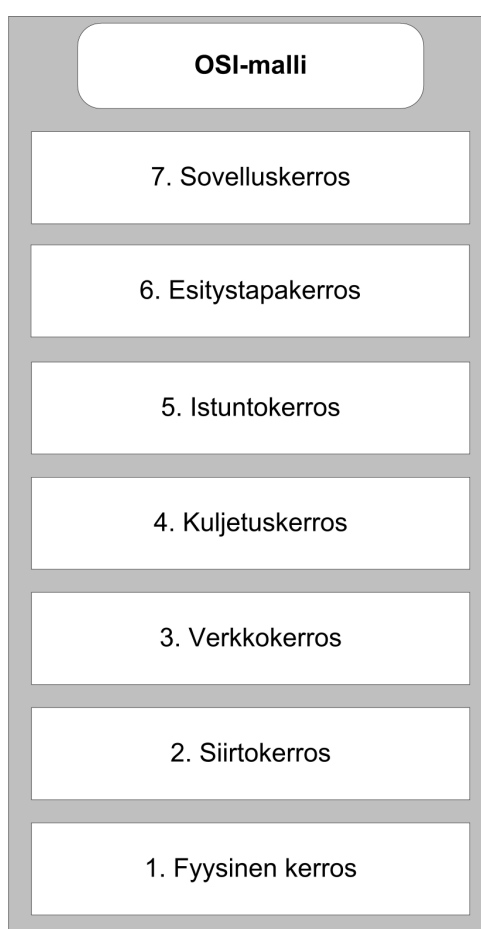 OSI-malli
7. Sovelluskerros
6. Esitystapakerros
5. Istuntokerros
4. Kuljetuskerros
3. Verkkokerros
2. Siirtokerros
1. Fyysinen kerros